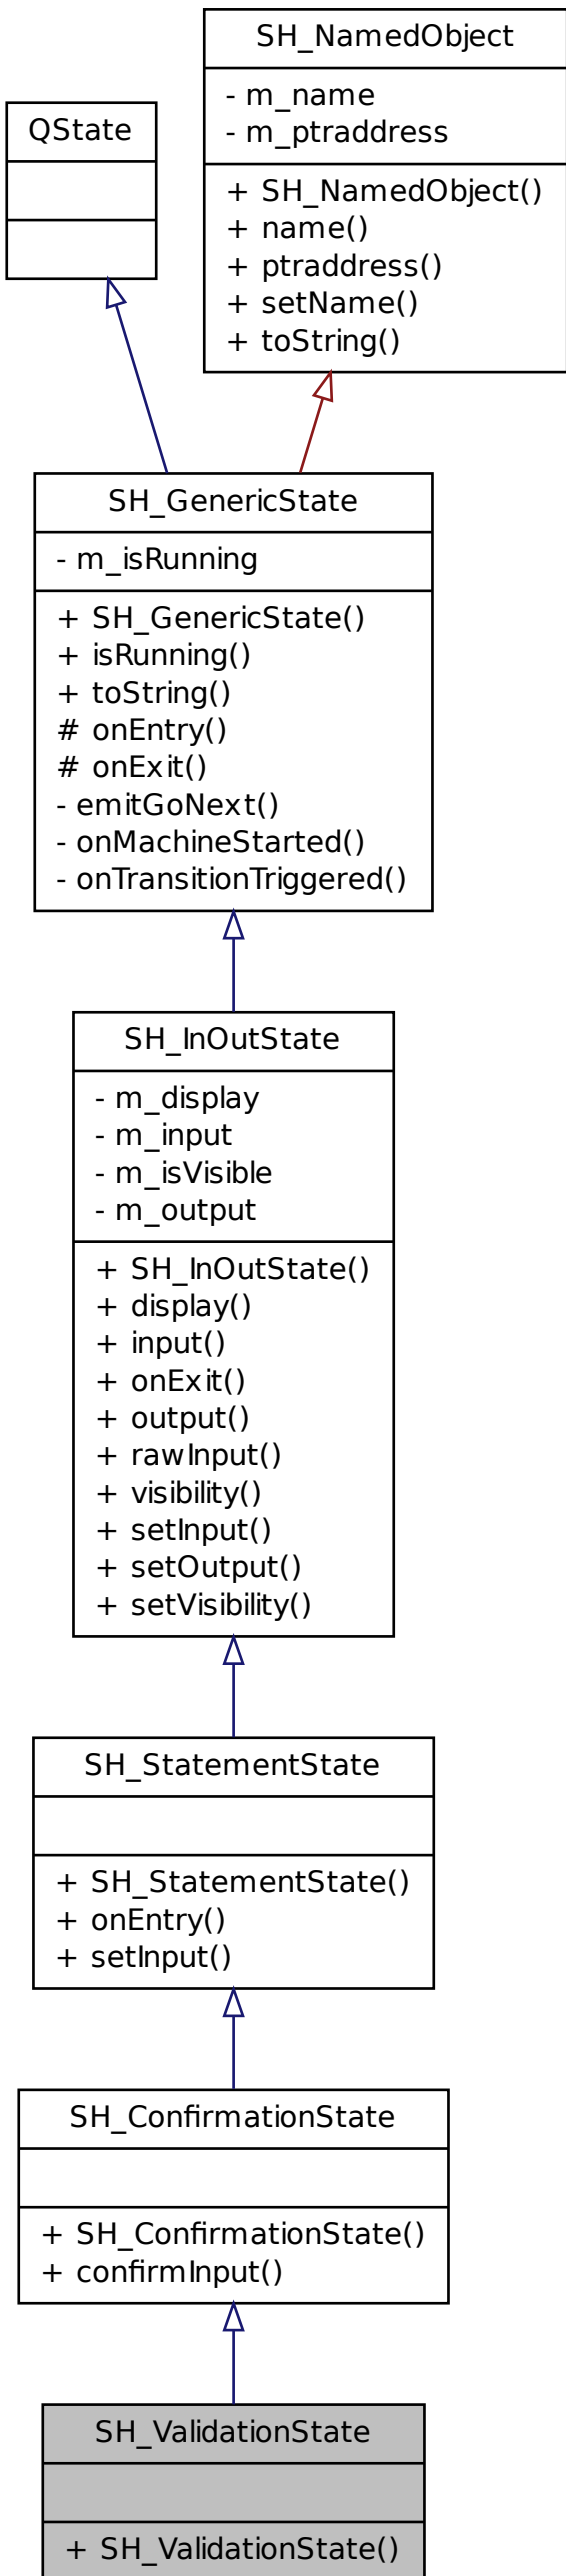 SH_NamedObject
- m_name
- m_ptraddress
+ SH_NamedObject()
+ name()
+ ptraddress()
+ setName()
+ toString()
QState
SH_GenericState
- m_isRunning
+ SH_GenericState()
+ isRunning()
+ toString()
# onEntry()
# onExit()
- emitGoNext()
- onMachineStarted()
- onTransitionTriggered()
SH_InOutState
- m_display
- m_input
- m_isVisible
- m_output
+ SH_InOutState()
+ display()
+ input()
+ onExit()
+ output()
+ rawInput()
+ visibility()
+ setInput()
+ setOutput()
+ setVisibility()
SH_StatementState
+ SH_StatementState()
+ onEntry()
+ setInput()
SH_ConfirmationState
+ SH_ConfirmationState()
+ confirmInput()
SH_ValidationState
+ SH_ValidationState()